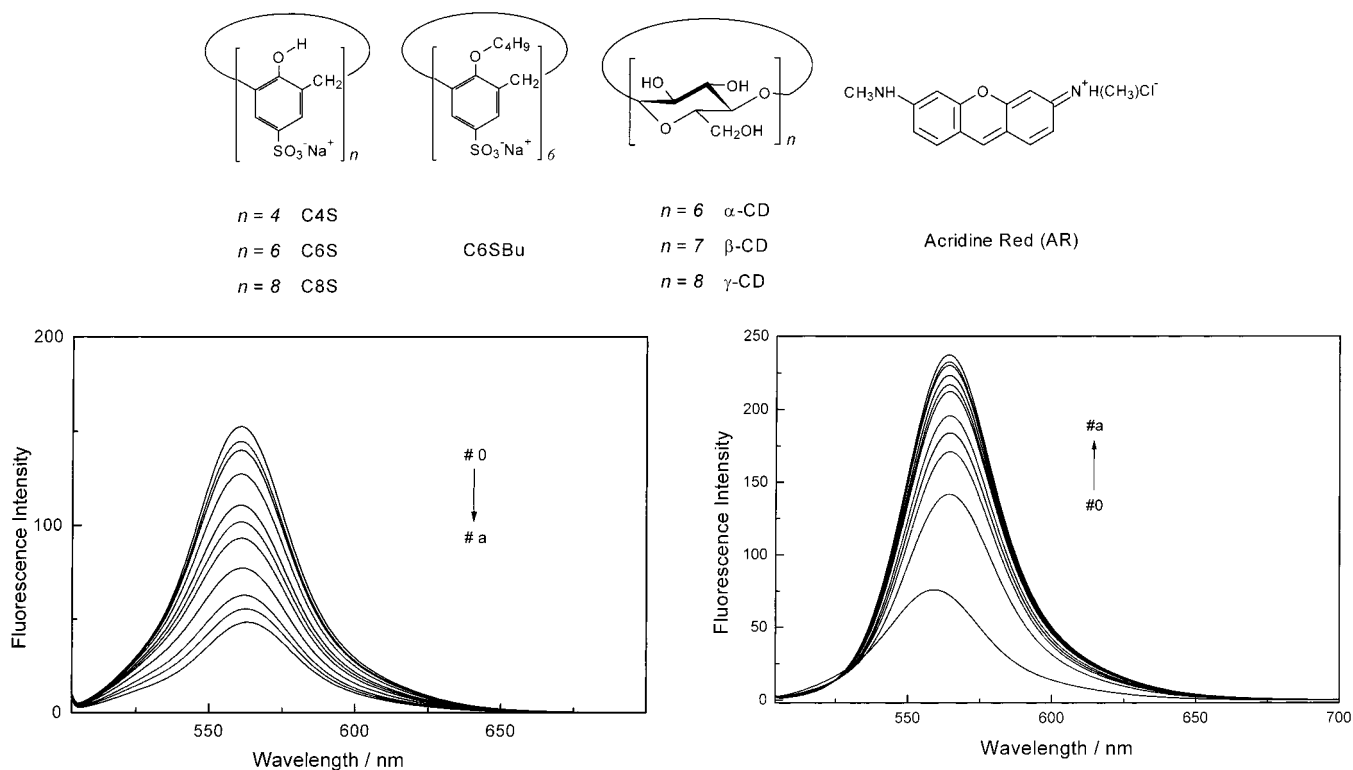 H
O
CH2
SO3-Na+
n
C4H9
O
CH2
SO3-Na+
6
HO
OH
O
O
CH2OH
n
CH3NH
O
N+H(CH3)Cl-
n = 4 C4S
n = 6 C6S
n = 8 C8S
C6SBu
n = 6 α-CD
n = 7 β-CD
n = 8 γ-CD
Acridine Red (AR)
200
100
0
Fluorescence Intensity
# 0
# a
550
600
650
Wavelength / nm
250
200
150
100
50
0
Fluorescence Intensity
#a
#0
550
600
650
700
Wavelength / nm